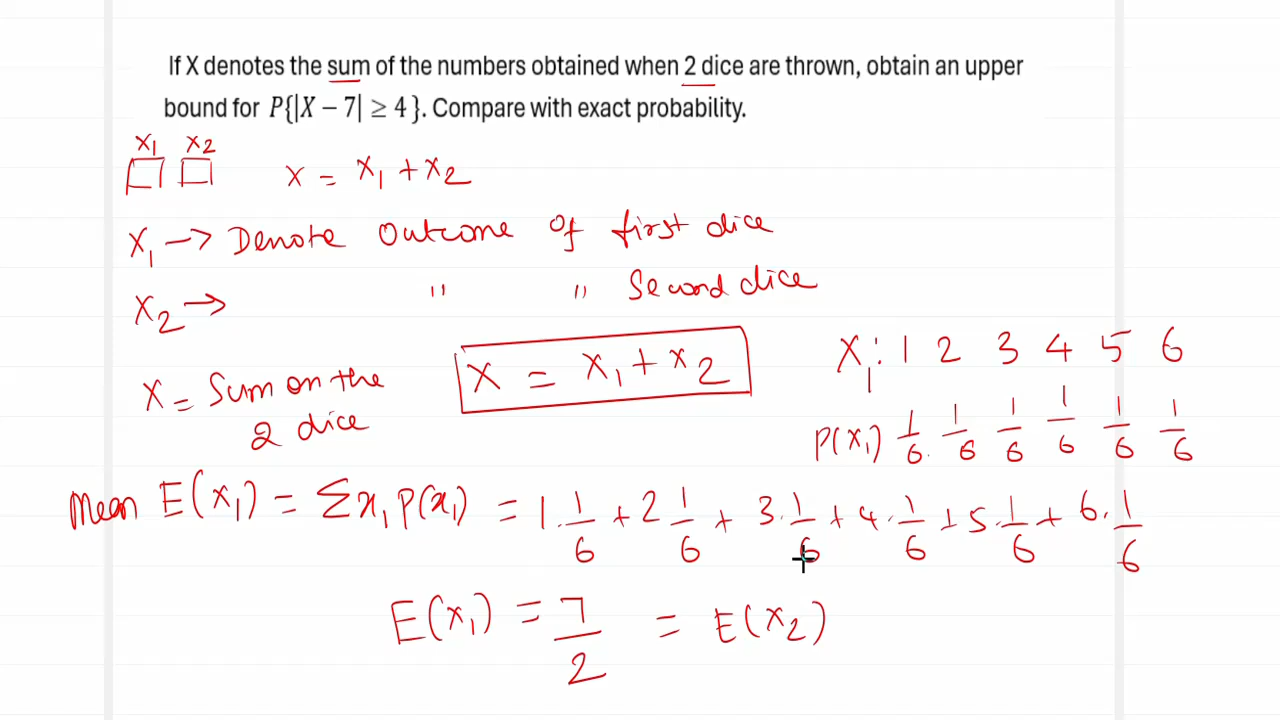 If X denotes the sum of the numbers obtained when 2 dice are thrown, obtain an upper
bound for P{|X − 7| ≥ 4}. Compare with exact probability.
X₁ X₂
X = X₁ + X₂
X₁ → Denote Outcome of first dice
X₂ → " " Second dice
X = Sum on the
2 dice
X = X₁ + X₂
X₁: 1 2 3 4 5 6
P(X₁) 1/6 1/6 1/6 1/6 1/6 1/6
Mean E(X₁) = Σx₁P(x₁) = 1·1/6 + 2 1/6 + 3·1/6 + 4·1/6 + 5·1/6 + 6·1/6
E(X₁) = 7/2 = E(X₂)